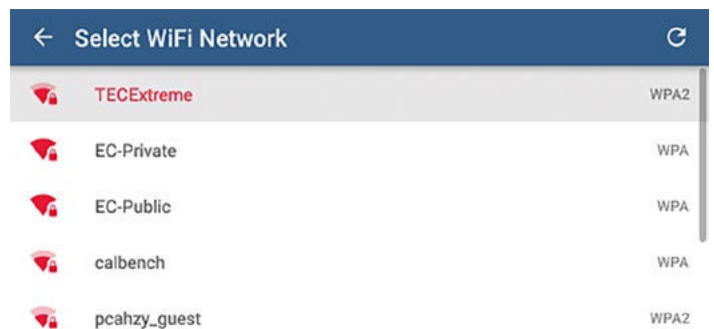 Select WiFi Network
TECExtreme WPA2
EC-Private WPA
EC-Public WPA
calbench WPA
pcahzy_guest WPA2